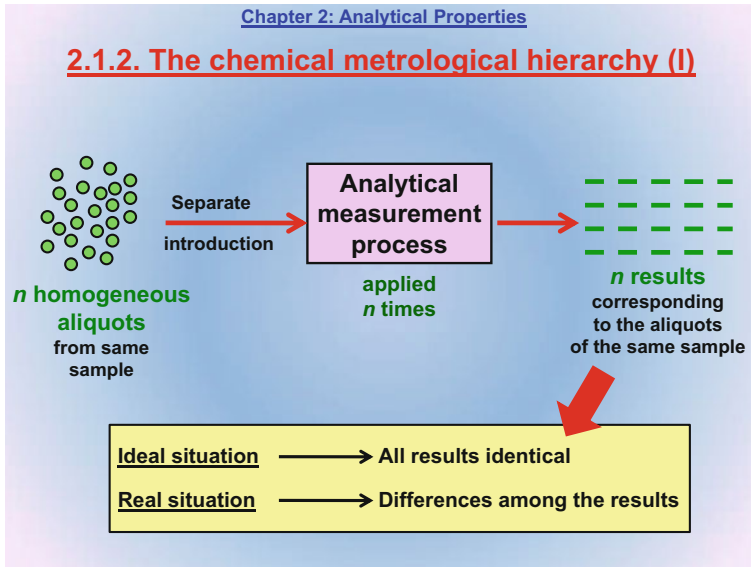 Chapter 2: Analytical Properties
2.1.2. The chemical metrological hierarchy (I)
Separate
introduction
Analytical
measurement
process
applied
n times
n homogeneous
aliquots
from same
sample
n results
corresponding
to the aliquots
of the same sample
Ideal situation All results identical
Real situation Differences among the results